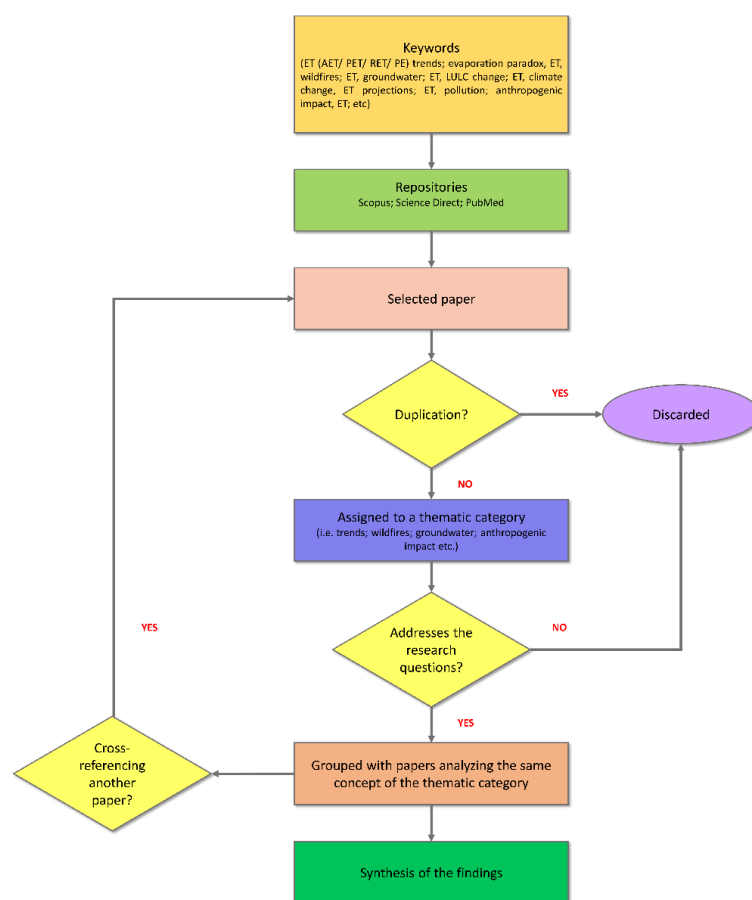 Keywords
(ET (AET/ PET/ RET/ PE) trends; evaporation paradox, ET,
wildfires; ET, groundwater; ET, LULC change; ET, climate
change, ET projections; ET, pollution; anthropogenic
impact, ET; etc)
Repositories
Scopus; Science Direct; PubMed
Selected paper
Duplication?
YES
Discarded
NO
Assigned to a thematic category
(i.e. trends; wildfires; groundwater; anthropogenic
impact etc.)
YES
Addresses the
research
questions?
NO
YES
Cross-
referencing
another
paper?
Grouped with papers analyzing the same
concept of the thematic category
Synthesis of the findings